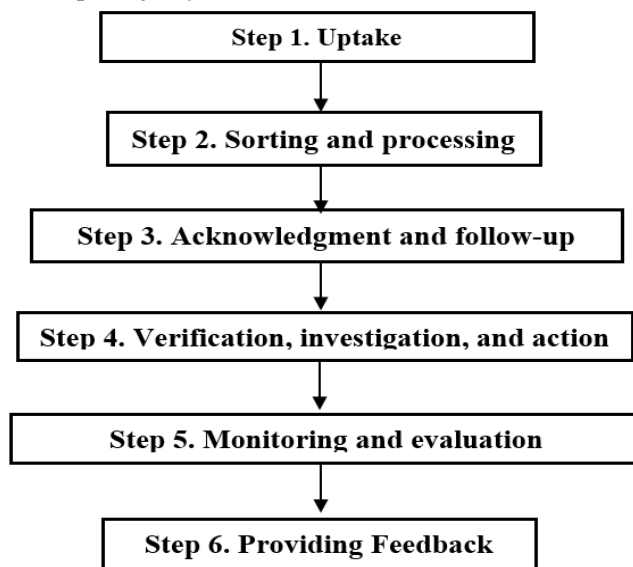 Step 1. Uptake
Step 2. Sorting and processing
Step 3. Acknowledgment and follow-up
Step 4. Verification, investigation, and action
Step 5. Monitoring and evaluation
Step 6. Providing Feedback